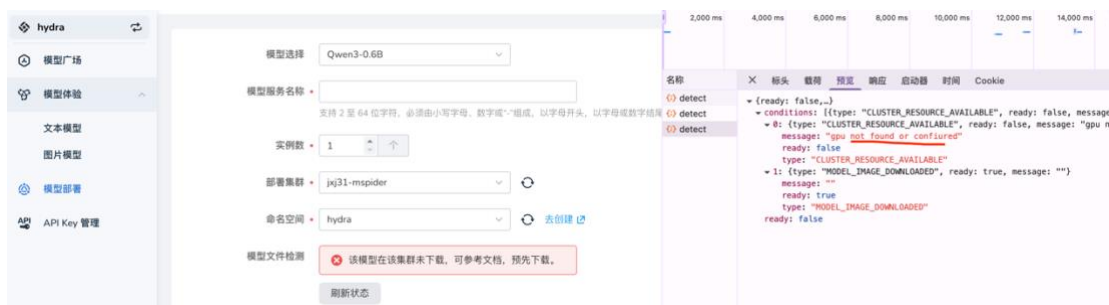 hydra
模型广场
模型体验
文本模型
图片模型
模型部署
API API Key 管理
模型选择 Qwen3-0.6B
模型服务名称 •
支持 2 至 64 位字符，必须由小写字母、数字或"-"组成，以字母开头，以字母或数字结尾
实例数 • 1 个
部署集群 • jxj31-mspider
命名空间 • hydra 去创建
模型文件检测 该模型在该集群未下载，可参考文档，预先下载。
刷新状态
2,000 ms 4,000 ms 6,000 ms 8,000 ms 10,000 ms 12,000 ms 14,000 ms
名称 × 标头 载荷 预览 响应 启动器 时间 Cookie
detect
detect
detect
{ready: false,…}
conditions: [{type: "CLUSTER_RESOURCE_AVAILABLE", ready: false, message
0: {type: "CLUSTER_RESOURCE_AVAILABLE", ready: false, message: "gpu n
message: "gpu not found or confiured"
ready: false
type: "CLUSTER_RESOURCE_AVAILABLE"
1: {type: "MODEL_IMAGE_DOWNLOADED", ready: true, message: ""}
message: ""
ready: true
type: "MODEL_IMAGE_DOWNLOADED"
ready: false